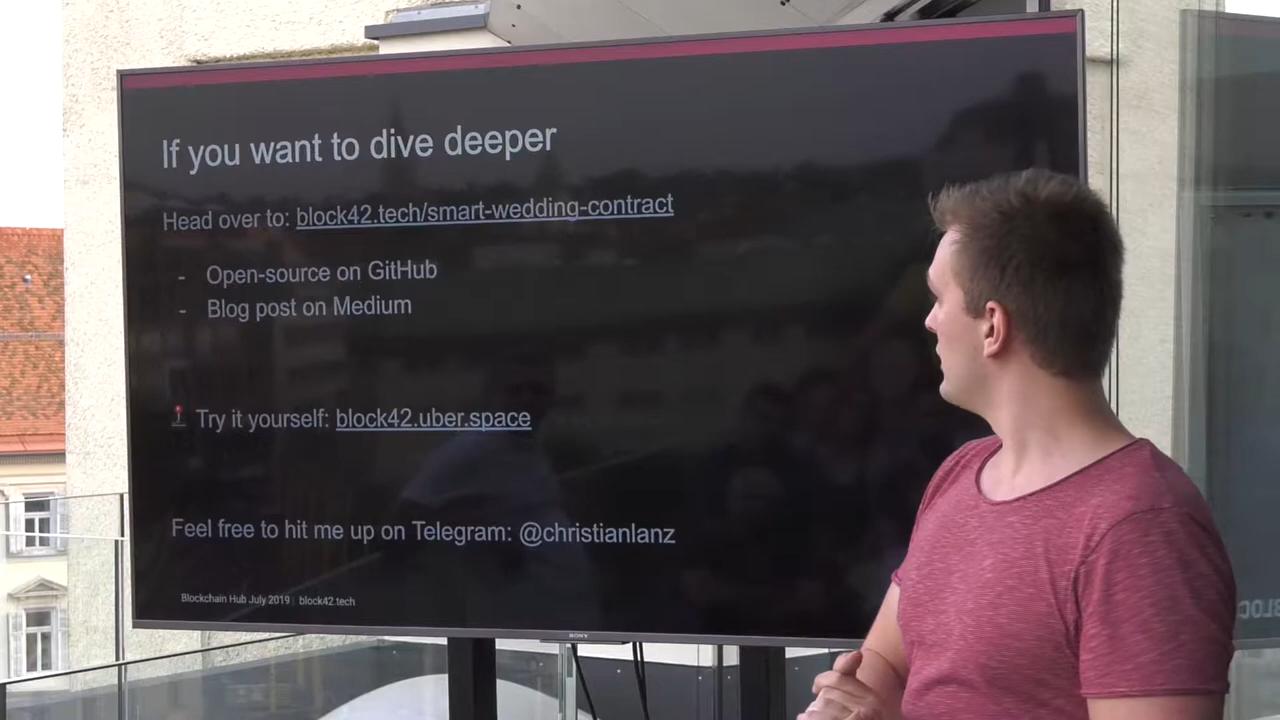 If you want to dive deeper
Head over to: block42.tech/smart-wedding-contract
- Open-source on GitHub
- Blog post on Medium
Try it yourself: block42.uber.space
Feel free to hit me up on Telegram: @christianlanz
Blockchain Hub July 2019 | block42.tech
SONY